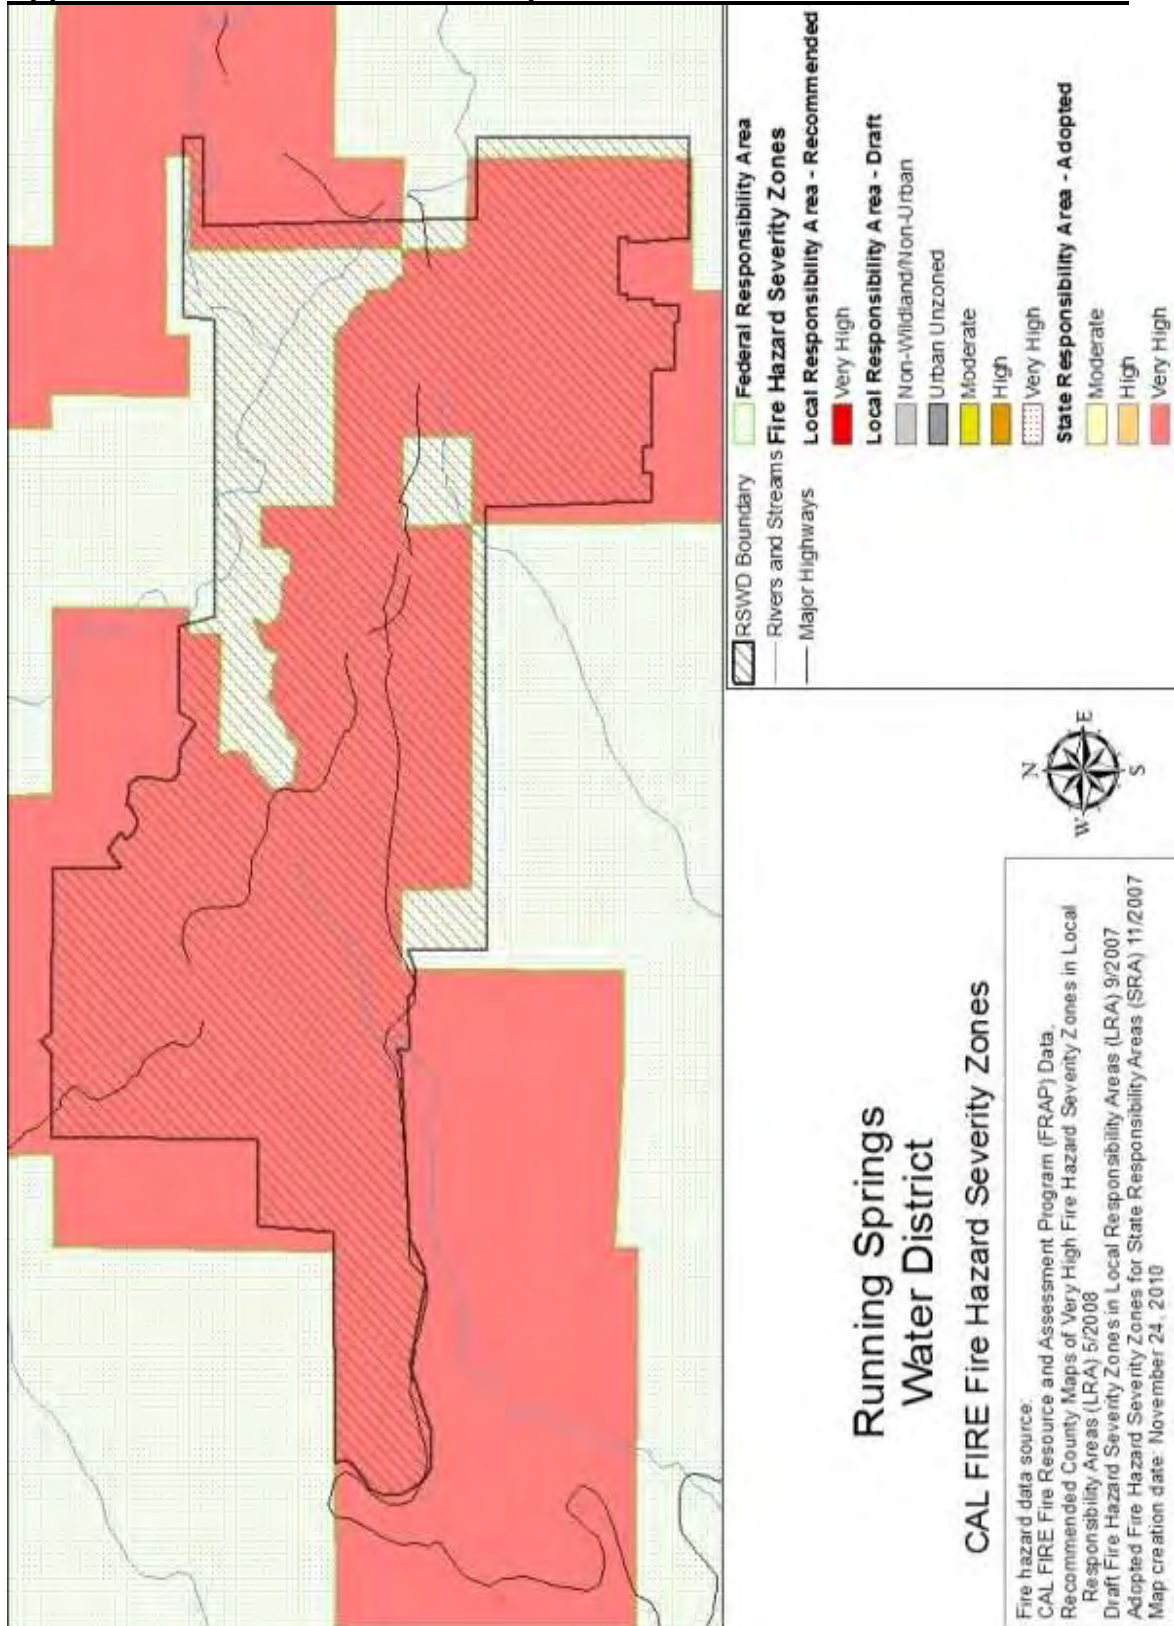 Running Springs
Water District
CAL FIRE Fire Hazard Severity Zones
Fire hazard data source:
CAL FIRE Fire Resource and Assessment Program (FRAP) Data.
Recommended County Maps of Very High Fire Hazard Severity Zones in Local
Responsibility Areas (LRA) 5/2008
Draft Fire Hazard Severity Zones in Local Responsibility Areas (LRA) 9/2007
Adopted Fire Hazard Severity Zones for State Responsibility Areas (SRA) 11/2007
Map creation date: November 24, 2010
N
W
E
S
RSWD Boundary
Rivers and Streams
Major Highways
Federal Responsibility Area
Fire Hazard Severity Zones
Local Responsibility Area - Recommended
Very High
Local Responsibility Area - Draft
Non-Wildland/Non-Urban
Urban Unzoned
Moderate
High
Very High
State Responsibility Area - Adopted
Moderate
High
Very High